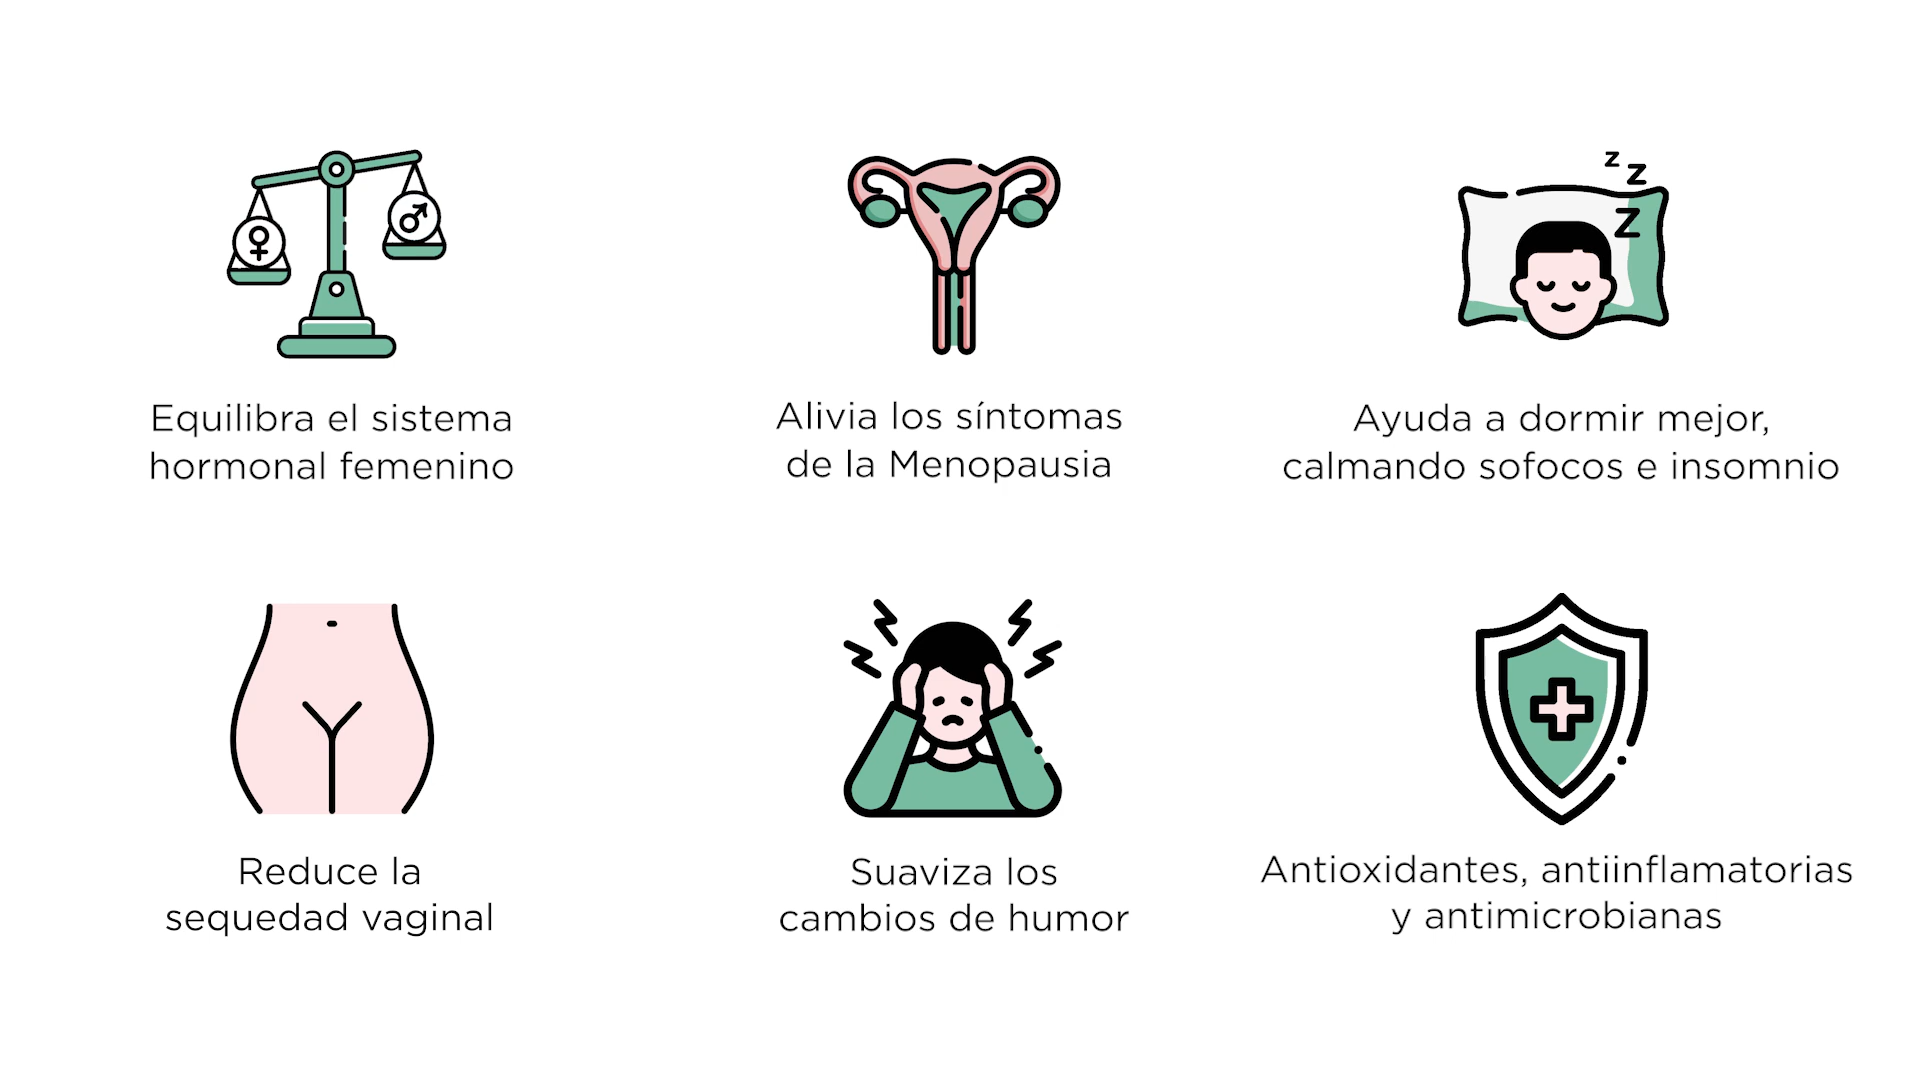 z
z
z
Equilibra el sistema
hormonal femenino
Alivia los síntomas
de la Menopausia
Ayuda a dormir mejor,
calmando sofocos e insomnio
Reduce la
sequedad vaginal
Suaviza los
cambios de humor
Antioxidantes, antiinflamatorias
y antimicrobianas